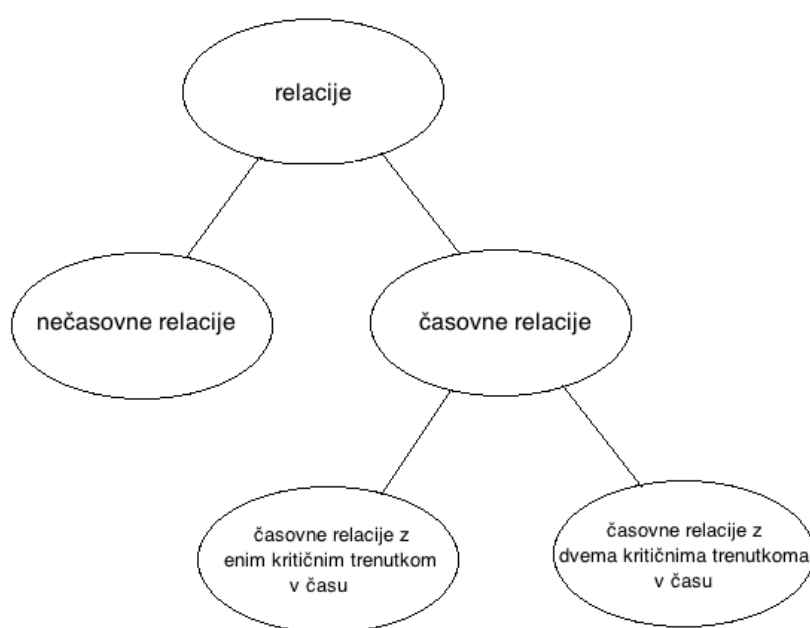 relacije
nečasovne relacije
časovne relacije
časovne relacije z
enim kritičnim trenutkom
v času
časovne relacije z
dvema kritičnima trenutkoma
v času